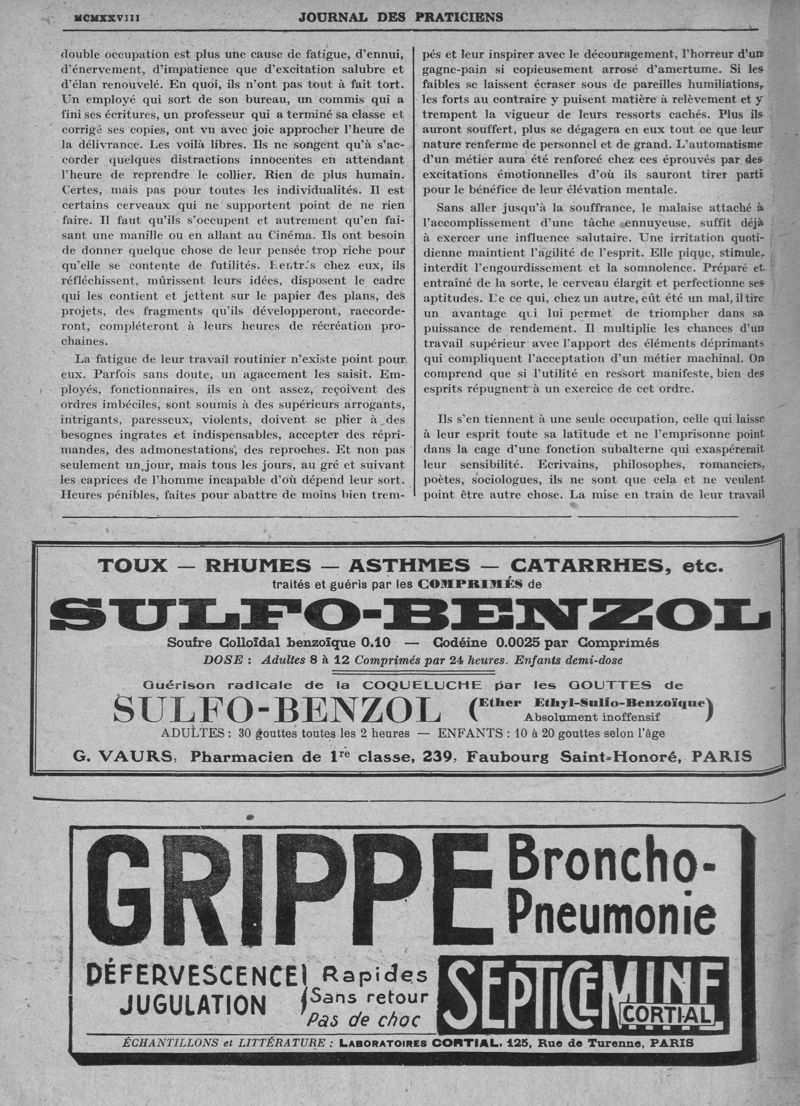 MCMXXVIII
JOURNAL DES PRATICIENS
double occupation est plus une cause de fatigue, d'ennui,
d'énervement, d'impatience que d'excitation salubre et
d'élan renouvelé. En quoi, ils n'ont pas tout à fait tort.
Un employé qui sort de son bureau, un commis qui a
fini ses écritures, un professeur qui a terminé sa classe et
corrigé ses copies, ont vu avec joie approcher l'heure de
la délivrance. Les voilà libres. Ils ne songent qu'à s'ac-
corder quelques distractions innocentes en attendant
l'heure de reprendre le collier. Rien de plus humain.
Certes, mais pas pour toutes les individualités. Il est
certains cerveaux qui ne supportent point de ne rien
faire. Il faut qu'ils s'occupent et autrement qu'en fai-
sant une manille ou en allant au Cinéma. Ils ont besoin
de donner quelque chose de leur pensée trop riche pour
qu'elle se contente de futilités. Rentrés chez eux, ils
réfléchissent, mûrissent leurs idées, disposent le cadre
qui les contient et jettent sur le papier des plans, des
projets, des fragments qu'ils développeront, raccorde-
ront, compléteront à leurs heures de récréation pro-
chaines.
La fatigue de leur travail routinier n'existe point pour
eux. Parfois sans doute, un agacement les saisit. Em-
ployés, fonctionnaires, ils en ont assez, reçoivent des
ordres imbéciles, sont soumis à des supérieurs arrogants,
intrigants, paresseux, violents, doivent se plier à des
besognes ingrates et indispensables, accepter des répri-
mandes, des admonestations, des reproches. Et non pas
seulement un jour, mais tous les jours, au gré et suivant
les caprices de l'homme incapable d'où dépend leur sort.
Heures pénibles, faites pour abattre de moins bien trem-
pés et leur inspirer avec le découragement, l'horreur d'un
gagne-pain si copieusement arrosé d'amertume. Si les
faibles se laissent écraser sous de pareilles humiliations,
les forts au contraire y puisent matière à relèvement et y
trempent la vigueur de leurs ressorts cachés. Plus ils
auront souffert, plus se dégagera en eux tout ce que leur
nature renferme de personnel et de grand. L'automatisme
d'un métier aura été renforcé chez ces éprouvés par des
excitations émotionnelles d'où ils sauront tirer parti
pour le bénéfice de leur élévation mentale.
Sans aller jusqu'à la souffrance, le malaise attaché à
l'accomplissement d'une tâche ennuyeuse, suffit déjà
à exercer une influence salutaire. Une irritation quoti-
dienne maintient l'agilité de l'esprit. Elle pique, stimule,
interdit l'engourdissement et la somnolence. Préparé et
entraîné de la sorte, le cerveau élargit et perfectionne ses
aptitudes. De ce qui, chez un autre, eût été un mal, il tire
un avantage qui lui permet de triompher dans sa
puissance de rendement. Il multiplie les chances d'un
travail supérieur avec l'apport des éléments déprimants
qui compliquent l'acceptation d'un métier machinal. On
comprend que si l'utilité en ressort manifeste, bien des
esprits répugnent à un exercice de cet ordre.
Ils s'en tiennent à une seule occupation, celle qui laisse
à leur esprit toute sa latitude et ne l'emprisonne point
dans la cage d'une fonction subalterne qui exaspérerait
leur sensibilité. Ecrivains, philosophes, romanciers,
poètes, sociologues, ils ne sont que cela et ne veulent
point être autre chose. La mise en train de leur travail
TOUX — RHUMES — ASTHMES — CATARRHES, etc.
traités et guéris par les COMPRIMÉS de
SULFO-BENZOL
Soufre Colloïdal benzoïque 0.10 — Codéine 0.0025 par Comprimés
DOSE : Adultes 8 à 12 Comprimés par 24 heures. Enfants demi-dose
Guérison radicale de la COQUELUCHE par les GOUTTES de
SULFO-BENZOL (Ether Ethyl-Sulfo-Benzoïque)
Absolument inoffensif
ADULTES : 30 gouttes toutes les 2 heures — ENFANTS : 10 à 20 gouttes selon l'âge
G. VAURS, Pharmacien de 1re classe, 239, Faubourg Saint-Honoré, PARIS
GRIPPE
Broncho-
Pneumonie
DÉFERVESCENCE
JUGULATION
Rapides
Sans retour
Pas de choc
SEPTICEMINE
CORTIAL
ÉCHANTILLONS et LITTÉRATURE : LABORATOIRES CORTIAL. 125, Rue de Turenne, PARIS